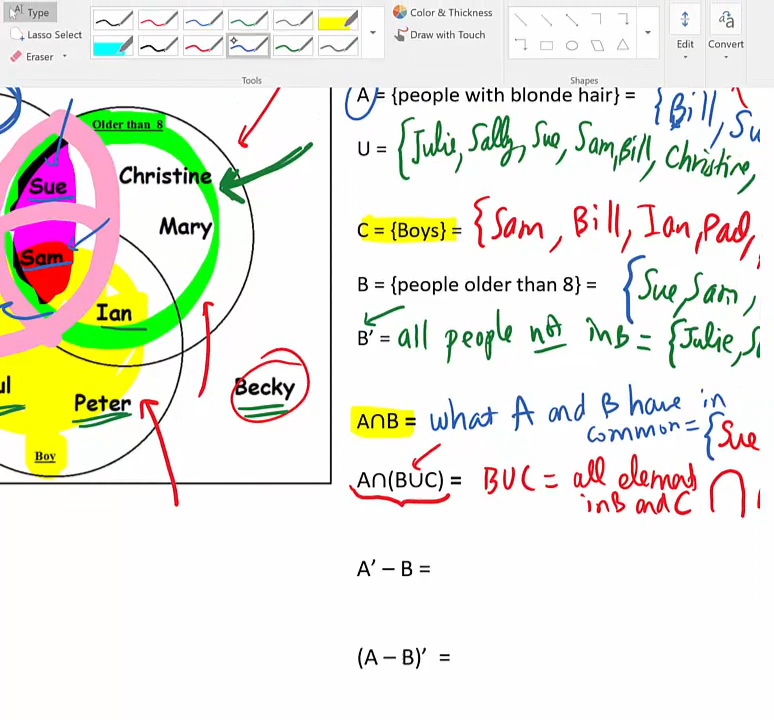 Type
Lasso Select
Eraser
Color & Thickness
Draw with Touch
Edit
Convert
Tools
Shapes
Older than 8
Sue
Sam
Christine
Mary
Ian
Peter
Becky
ul
Boy
A = {people with blonde hair} = {Bill, Su
U = {Julie, Sally, Sue, Sam, Bill, Christine,
C = {Boys} = {Sam, Bill, Ian, Paul,
B = {people older than 8} = {Sue, Sam,
B' = all people not in B = {Julie, S
A∩B = what A and B have in
common = {Sue
A∩(BUC) = BUC = all elements ∩
in B and C
A' – B =
(A – B)' =